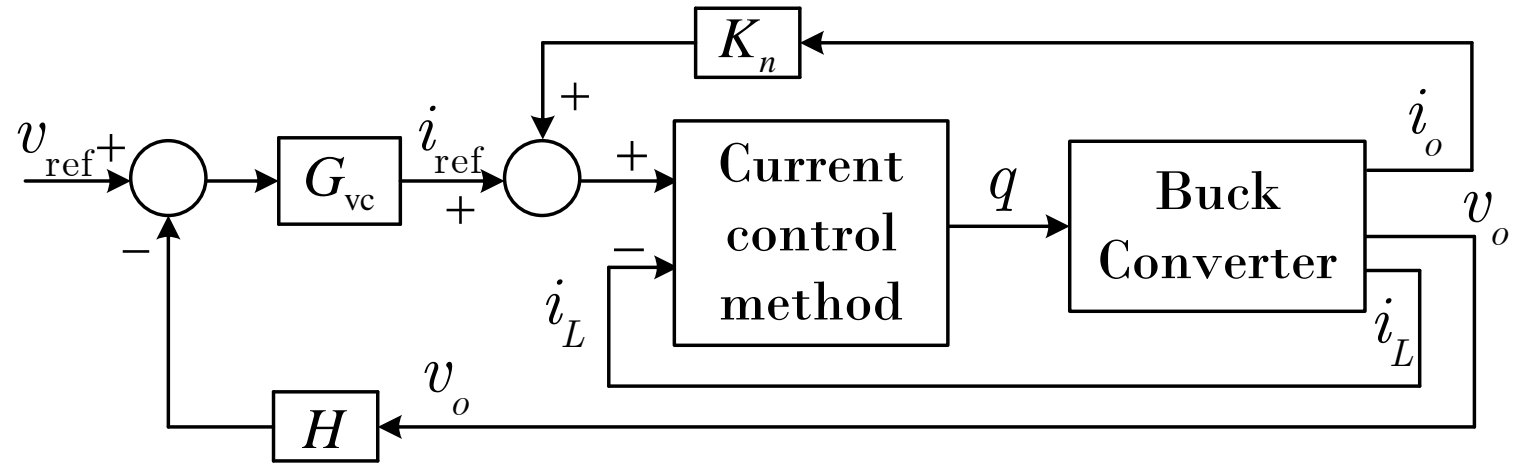 K_n
+
i_o
v_ref
+
i_ref
+
G_vc
+
Current
control
method
q
Buck
Converter
v_o
−
−
i_L
i_L
v_o
H